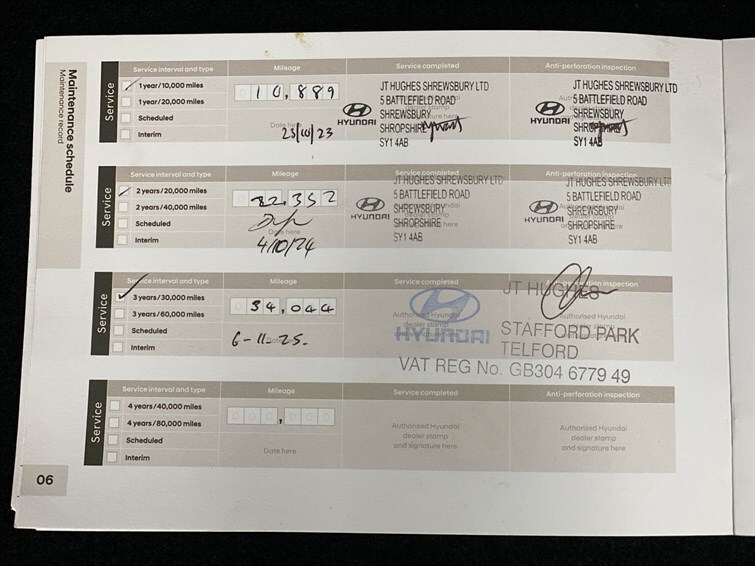 Maintenance schedule
Maintenance record
Service interval and type Mileage Service completed Anti-perforation inspection
Service
1 year/10,000 miles
1 year/20,000 miles
Scheduled
Interim
10,889
Date here
23/10/23
HYUNDAI
JT HUGHES SHREWSBURY LTD
5 BATTLEFIELD ROAD
SHREWSBURY
SHROPSHIRE
SY1 4AB
HYUNDAI
JT HUGHES SHREWSBURY LTD
5 BATTLEFIELD ROAD
SHREWSBURY
SHROPSHIRE
SY1 4AB
Service interval and type Mileage Service completed Anti-perforation inspection
Service
2 years/20,000 miles
2 years/40,000 miles
Scheduled
Interim
22,352
Date here
4/10/24
HYUNDAI
JT HUGHES SHREWSBURY LTD
5 BATTLEFIELD ROAD
SHREWSBURY
SHROPSHIRE
SY1 4AB
HYUNDAI
JT HUGHES SHREWSBURY LTD
5 BATTLEFIELD ROAD
SHREWSBURY
SHROPSHIRE
SY1 4AB
Service interval and type Mileage Service completed Anti-perforation inspection
Service
3 years/30,000 miles
3 years/60,000 miles
Scheduled
Interim
34,044
6-11-25-
Authorised Hyundai
HYUNDAI
JT HUGHES
STAFFORD PARK
TELFORD
VAT REG No. GB304 6779 49
Service interval and type Mileage Service completed Anti-perforation inspection
Service
4 years/40,000 miles
4 years/80,000 miles
Scheduled
Interim
000,000
Date here
Authorised Hyundai
dealer stamp
and signature here
Authorised Hyundai
dealer stamp
and signature here
06